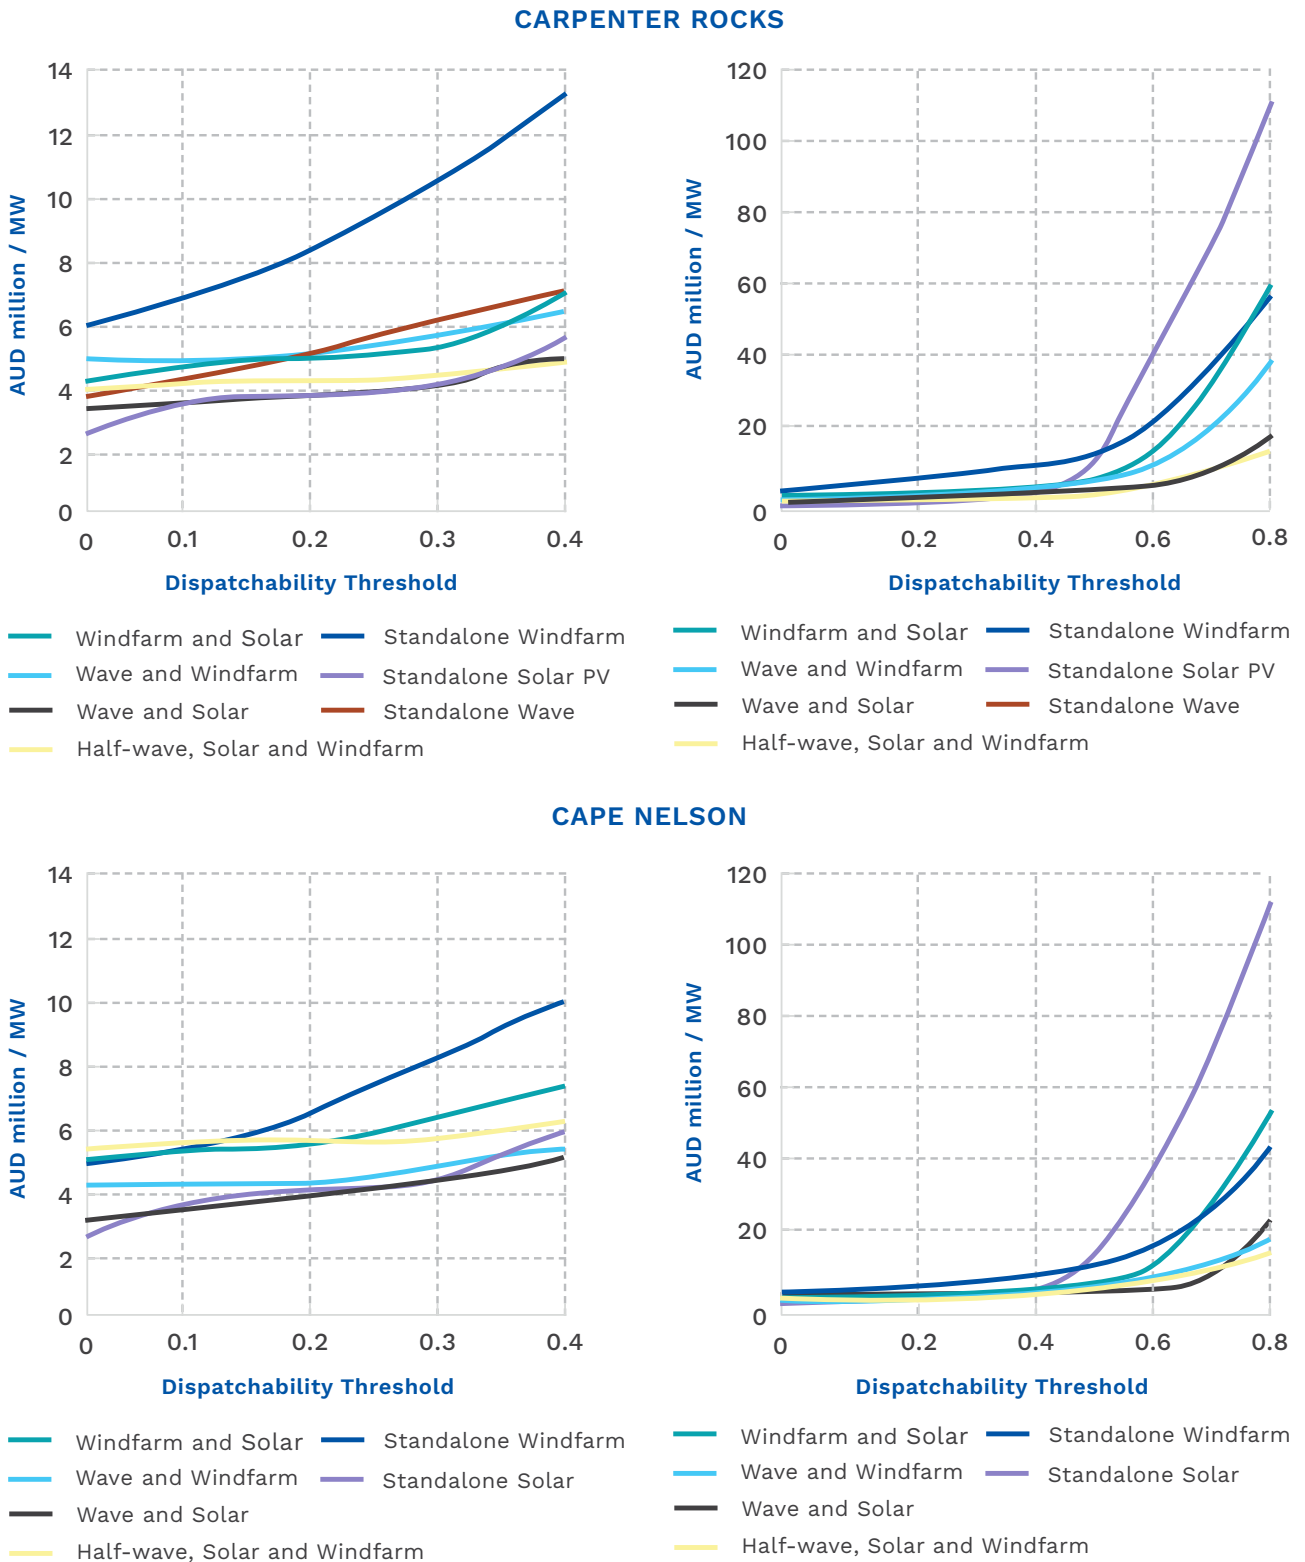 CARPENTER ROCKS
14
12
10
8
6
4
2
0
AUD million / MW
0 0.1 0.2 0.3 0.4
Dispatchability Threshold
Windfarm and Solar
Standalone Windfarm
Wave and Windfarm
Standalone Solar PV
Wave and Solar
Standalone Wave
Half-wave, Solar and Windfarm
120
100
80
60
40
20
0
AUD million / MW
0 0.2 0.4 0.6 0.8
Dispatchability Threshold
Windfarm and Solar
Standalone Windfarm
Wave and Windfarm
Standalone Solar PV
Wave and Solar
Standalone Wave
Half-wave, Solar and Windfarm
CAPE NELSON
14
12
10
8
6
4
2
0
AUD million / MW
0 0.1 0.2 0.3 0.4
Dispatchability Threshold
Windfarm and Solar
Standalone Windfarm
Wave and Windfarm
Standalone Solar
Wave and Solar
Half-wave, Solar and Windfarm
120
100
80
60
40
20
0
AUD million / MW
0 0.2 0.4 0.6 0.8
Dispatchability Threshold
Windfarm and Solar
Standalone Windfarm
Wave and Windfarm
Standalone Solar
Wave and Solar
Half-wave, Solar and Windfarm